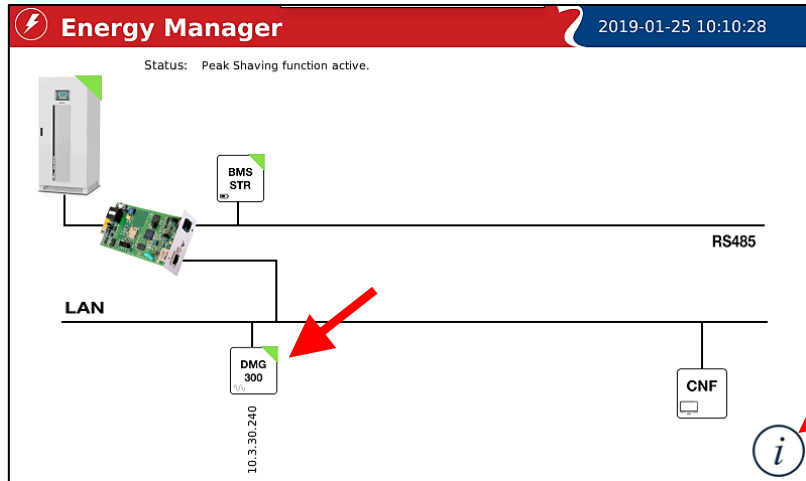 Energy Manager
2019-01-25 10:10:28
Status: Peak Shaving function active.
BMS
STR
RS485
LAN
DMG
300
CNF
10.3.30.240
i